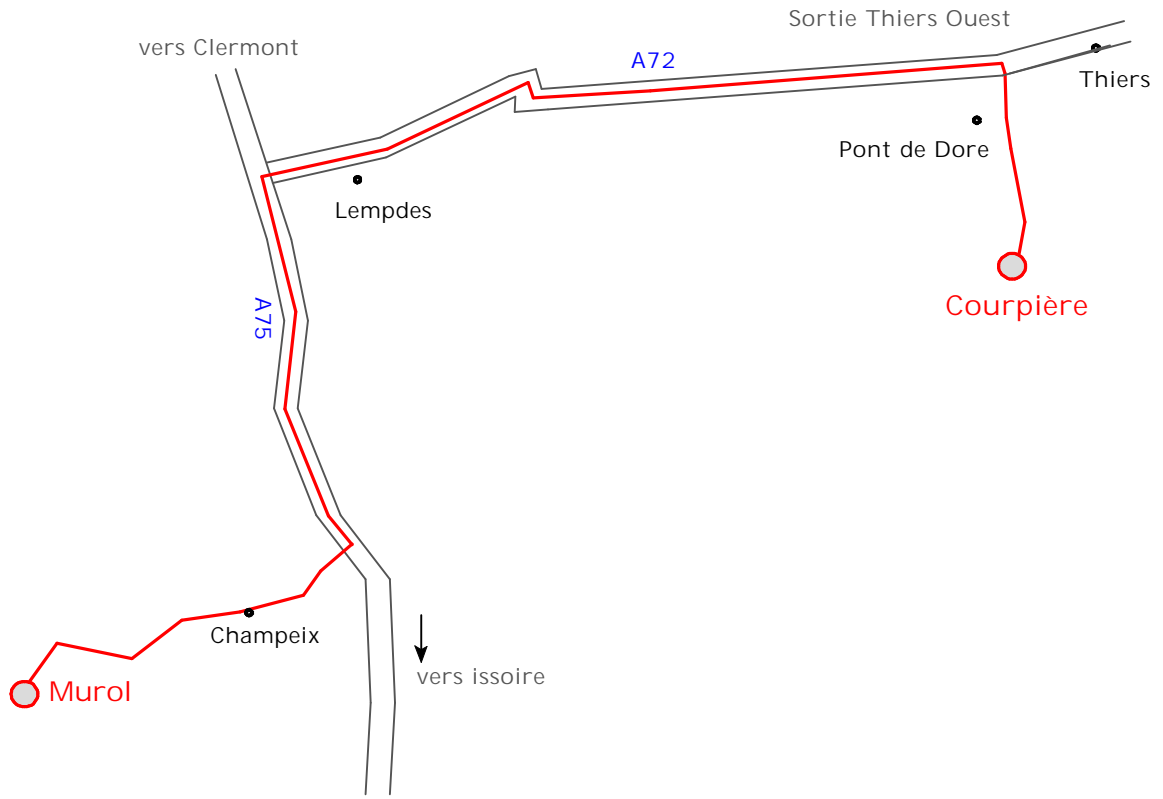 Sortie Thiers Ouest
vers Clermont
A72
Thiers
Pont de Dore
Lempdes
Courpière
A75
Champeix
vers issoire
Murol